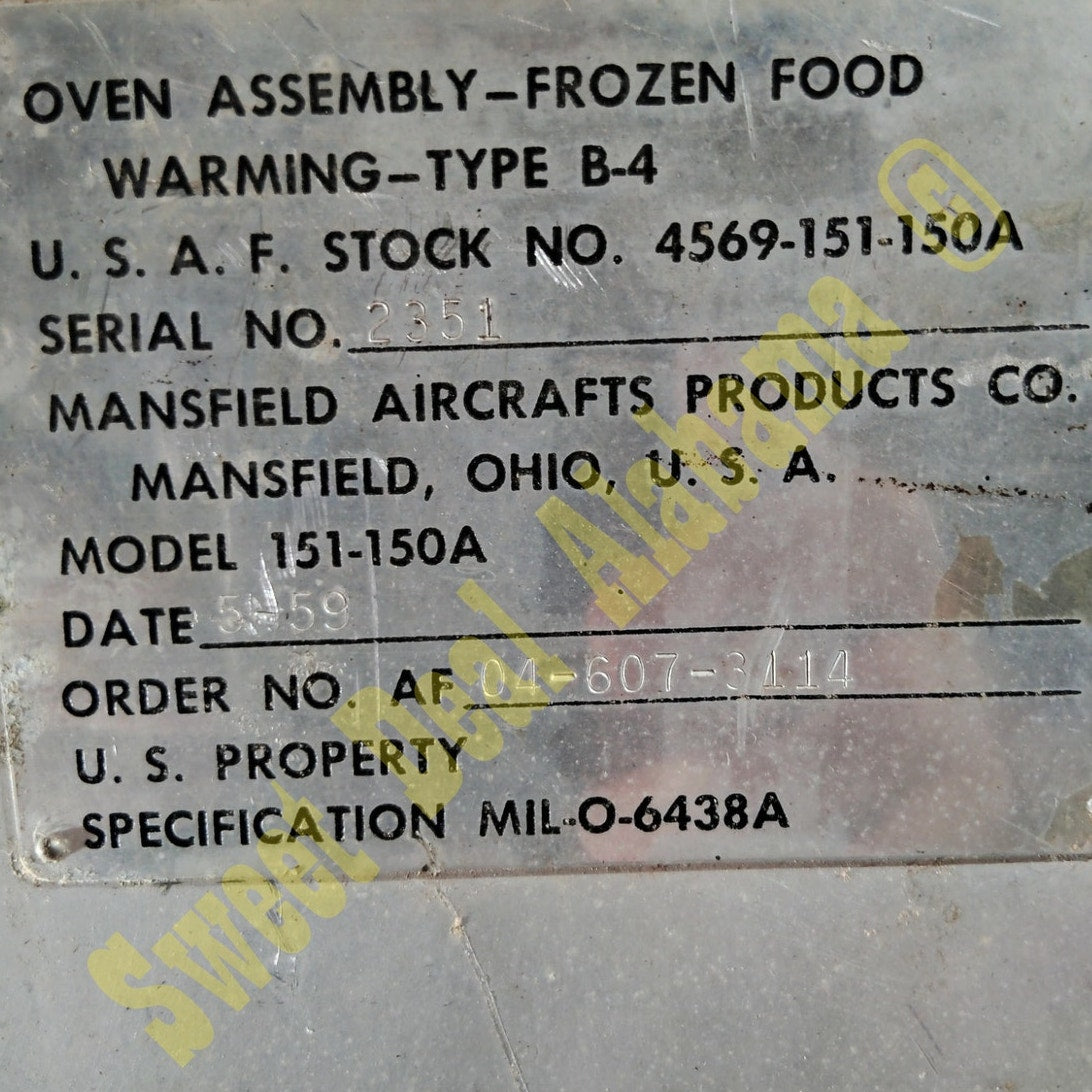 OVEN ASSEMBLY-FROZEN FOOD
WARMING-TYPE B-4
U. S. A. F. STOCK NO. 4569-151-150A
SERIAL NO. 2351
MANSFIELD AIRCRAFTS PRODUCTS CO.
MANSFIELD, OHIO, U. S. A.
MODEL 151-150A
DATE 5-59
ORDER NO. AF 04-607-3114
U. S. PROPERTY
SPECIFICATION MIL-O-6438A
Sweet Deal Alabama ©